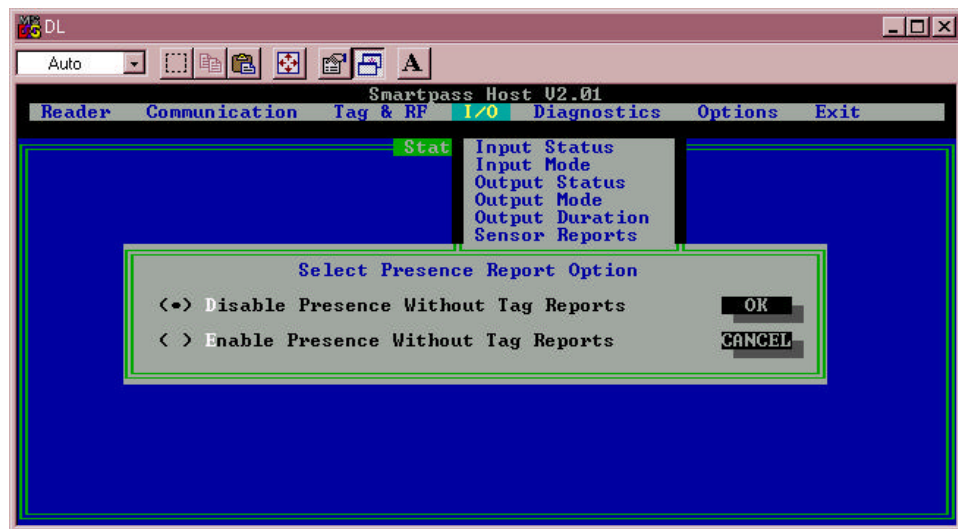 DL
Auto
A
Smartpass Host V2.01
Reader Communication Tag & RF I/O Diagnostics Options Exit
Stat
Input Status
Input Mode
Output Status
Output Mode
Output Duration
Sensor Reports
Select Presence Report Option
(•) Disable Presence Without Tag Reports
OK
( ) Enable Presence Without Tag Reports
CANCEL